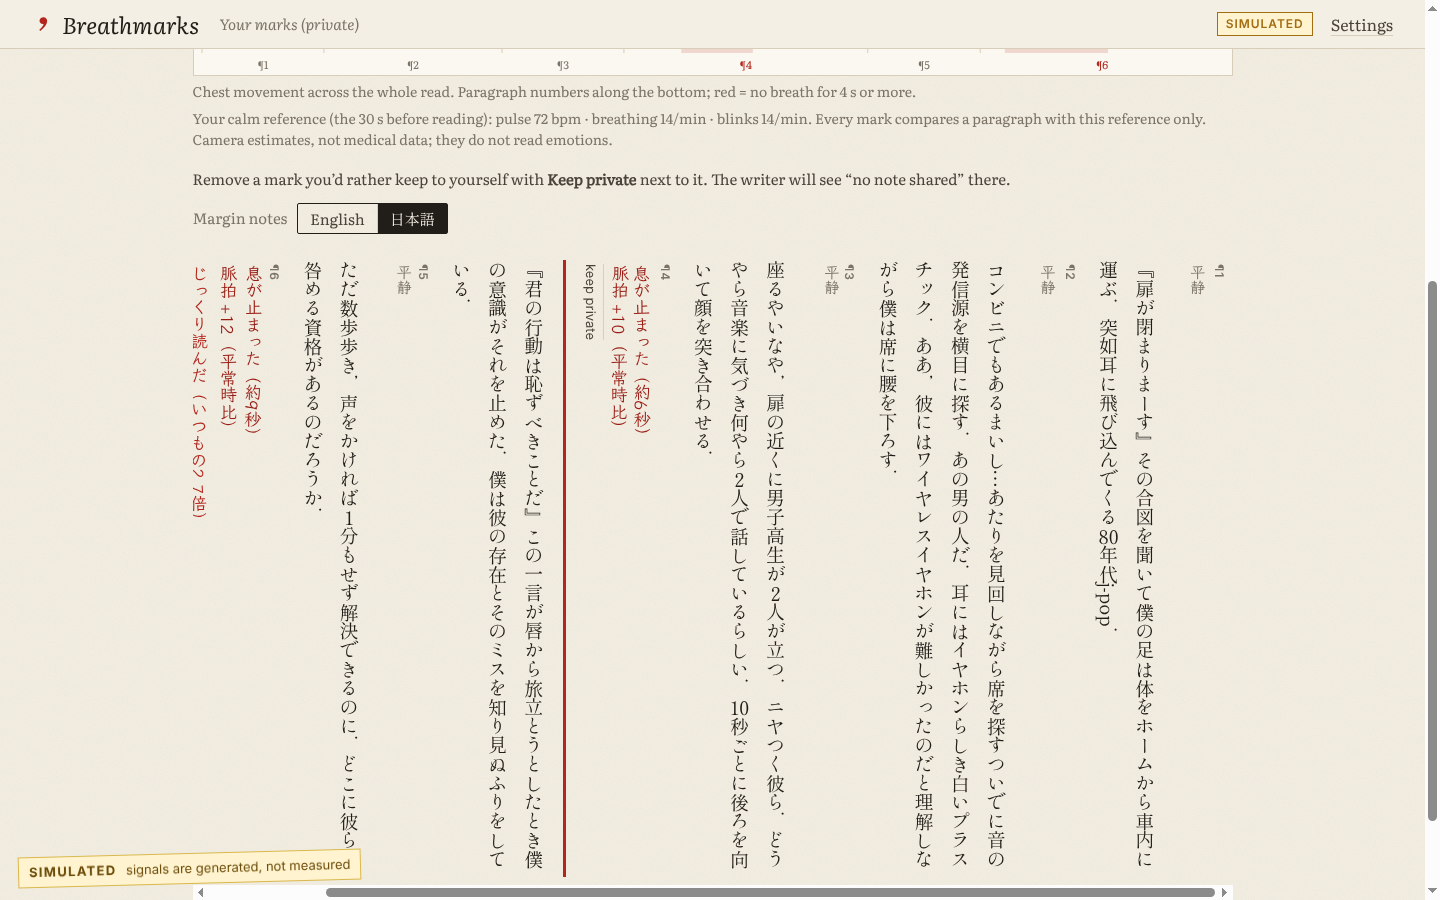 Breathmarks
Your marks (private)
SIMULATED
Settings
¶1 ¶2 ¶3 ¶4 ¶5 ¶6
Chest movement across the whole read. Paragraph numbers along the bottom; red = no breath for 4 s or more.
Your calm reference (the 30 s before reading): pulse 72 bpm · breathing 14/min · blinks 14/min. Every mark compares a paragraph with this reference only.
Camera estimates, not medical data; they do not read emotions.
Remove a mark you’d rather keep to yourself with Keep private next to it. The writer will see “no note shared” there.
Margin notes
English
日本語
¶1
平静
『扉が閉まりまーす』その合図を聞いて僕の足は体をホームから車内に
運ぶ．突如耳に飛び込んでくる80年代j-pop．
¶2
平静
コンビニでもあるまいし…あたりを見回しながら席を探すついでに音の
発信源を横目に探す．あの男の人だ．耳にはイヤホンらしき白いプラス
チック．ああ，彼にはワイヤレスイヤホンが難しかったのだと理解しな
がら僕は席に腰を下ろす．
¶3
平静
座るやいなや，扉の近くに男子高生が2人が立つ．ニヤつく彼ら．どう
やら音楽に気づき何やら2人で話しているらしい．10秒ごとに後ろを向
いて顔を突き合わせる．
¶4
息が止まった（約6秒）
脈拍 +10（平常時比）
keep private
『君の行動は恥ずべきことだ』この一言が唇から旅立とうとしたとき僕
の意識がそれを止めた．僕は彼の存在とそのミスを知り見ぬふりをして
いる．
¶5
平静
ただ数歩歩き，声をかければ1分もせず解決できるのに．どこに彼ら
咎める資格があるのだろうか．
¶6
息が止まった（約9秒）
脈拍 +12（平常時比）
じっくり読んだ（いつもの2 7倍）
SIMULATED signals are generated, not measured